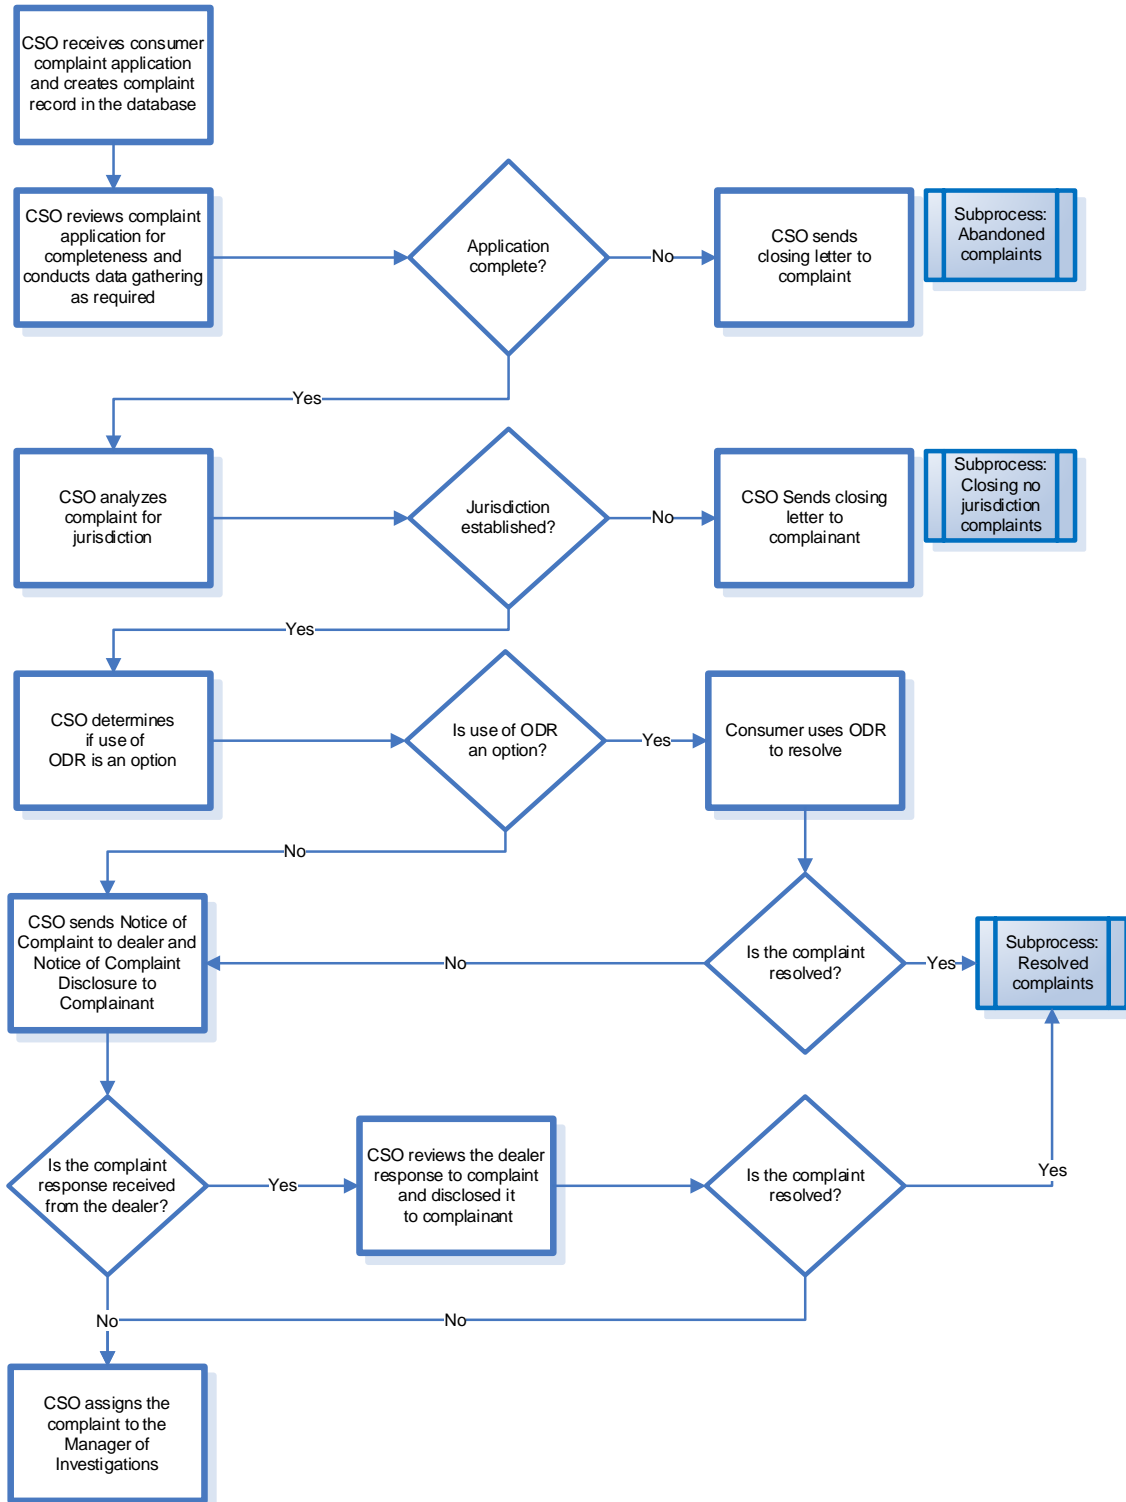 CSO receives consumer
complaint application
and creates complaint
record in the database
CSO reviews complaint
application for
completeness and
conducts data gathering
as required
Application
complete?
No
CSO sends
closing letter to
complaint
Subprocess:
Abandoned
complaints
Yes
CSO analyzes
complaint for
jurisdiction
Jurisdiction
established?
No
CSO Sends closing
letter to
complainant
Subprocess:
Closing no
jurisdiction
complaints
Yes
CSO determines
if use of
ODR is an option
Is use of ODR
an option?
Yes
Consumer uses ODR
to resolve
No
CSO sends Notice of
Complaint to dealer and
Notice of Complaint
Disclosure to
Complainant
No
Is the complaint
resolved?
Yes
Subprocess:
Resolved
complaints
Is the complaint
response received
from the dealer?
Yes
CSO reviews the dealer
response to complaint
and disclosed it
to complainant
Is the complaint
resolved?
Yes
No
No
CSO assigns the
complaint to the
Manager of
Investigations